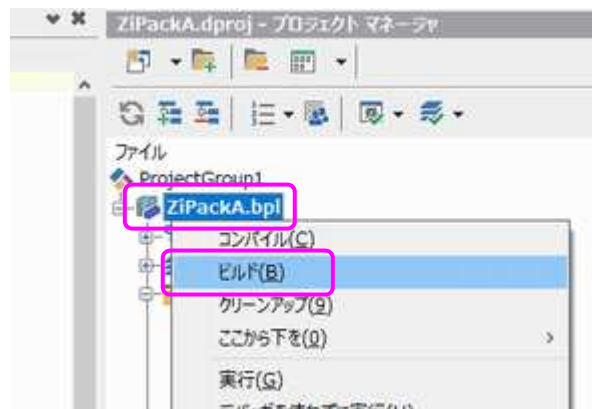 ZiPackA.dproj - プロジェクト マネージャ
ファイル
ProjectGroup1
ZiPackA.bpl
コンパイル(C)
ビルド(B)
クリーンアップ(9)
ここから下を(0)
実行(G)